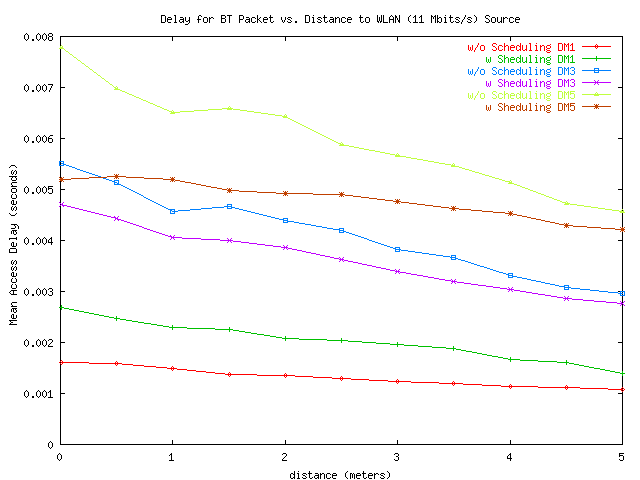 Delay for BT Packet vs. Distance to WLAN (11 Mbits/s) Source
0.008
0.007
0.006
0.005
0.004
0.003
0.002
0.001
0
Mean Access Delay (seconds)
w/o Scheduling DM1
w Sheduling DM1
w/o Scheduling DM3
w Sheduling DM3
w/o Scheduling DM5
w Sheduling DM5
0 1 2 3 4 5
distance (meters)